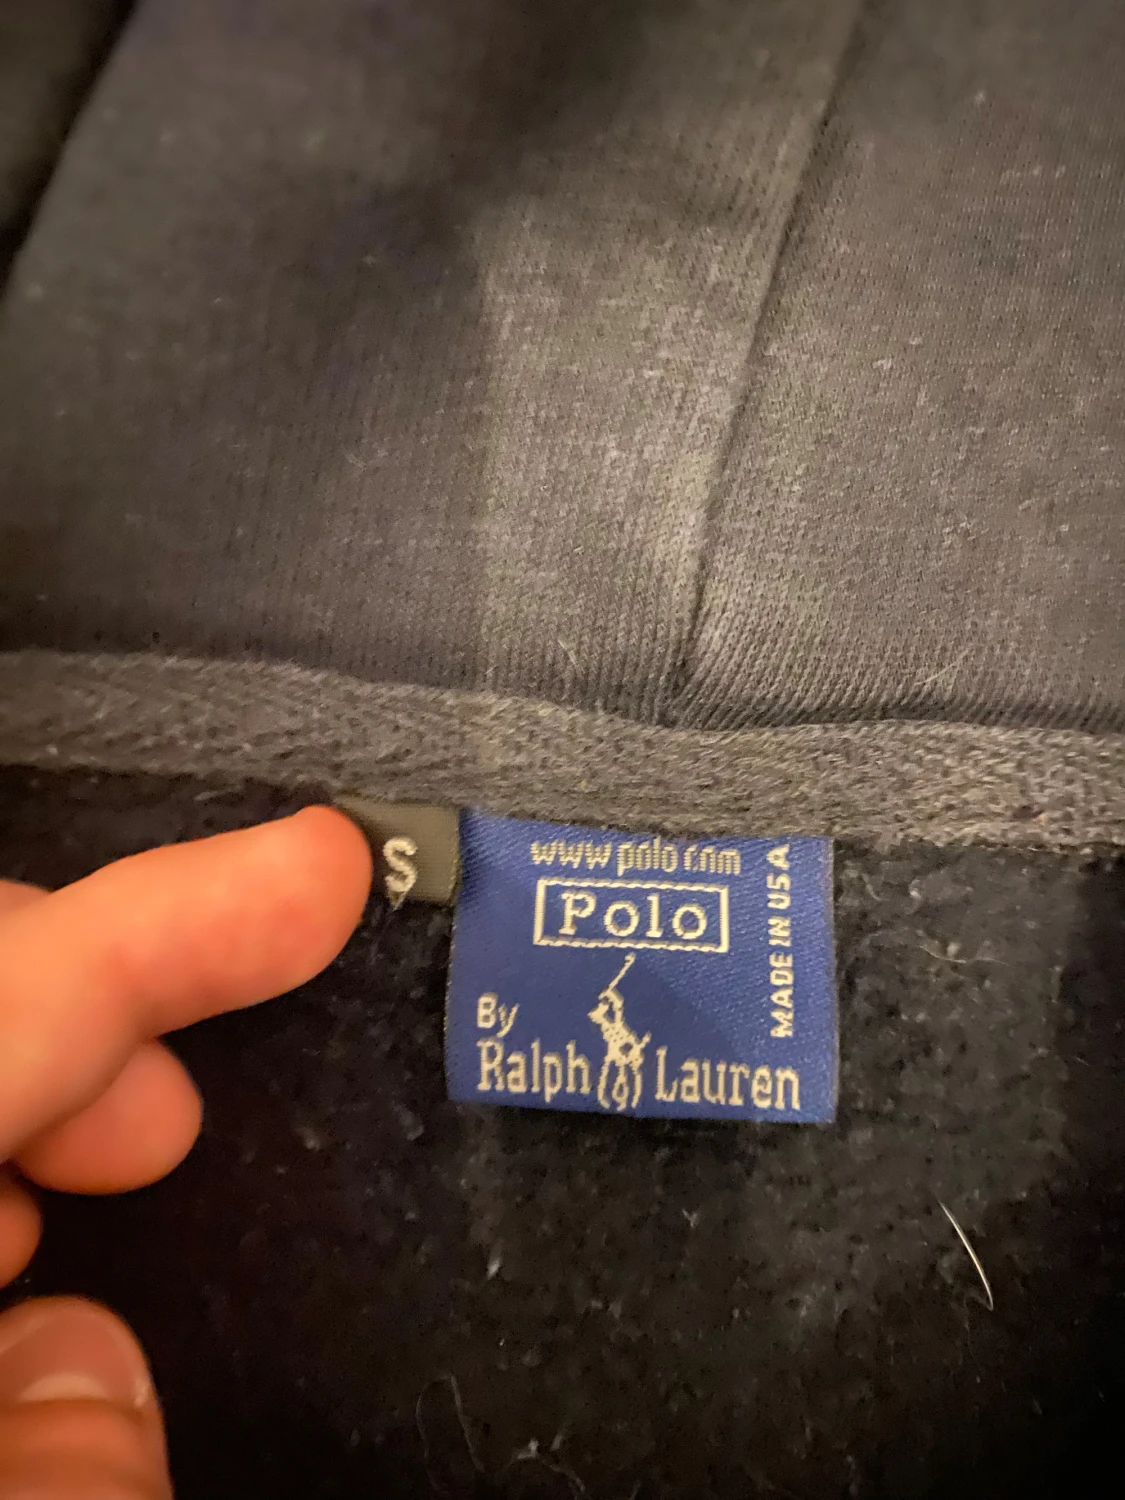 S
www polo com
Polo
MADE IN USA
By
Ralph Lauren